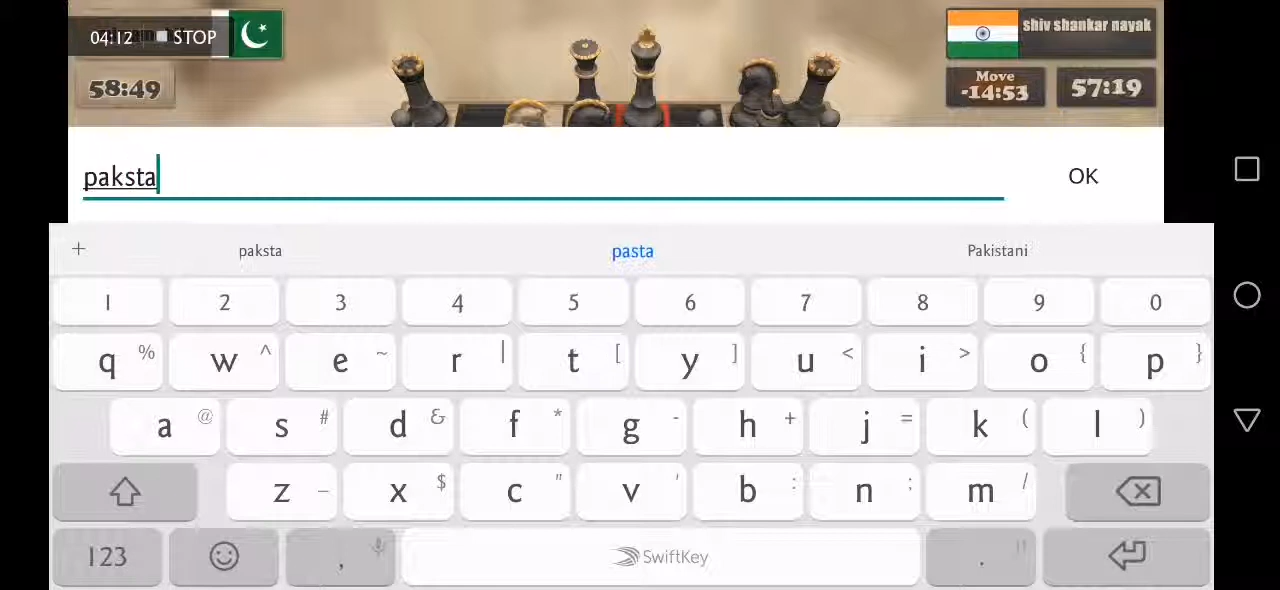 04:12 STOP
58:49
shiv shankar nayak
Move
-14:53
57:19
paksta
OK
+ paksta pasta Pakistani
1 2 3 4 5 6 7 8 9 0
q % w ^ e ~ r | t [ y ] u < i > o { p }
a @ s # d & f * g - h + j = k ( l )
z _ x $ c " v ' b : n ; m /
123 , SwiftKey . !!